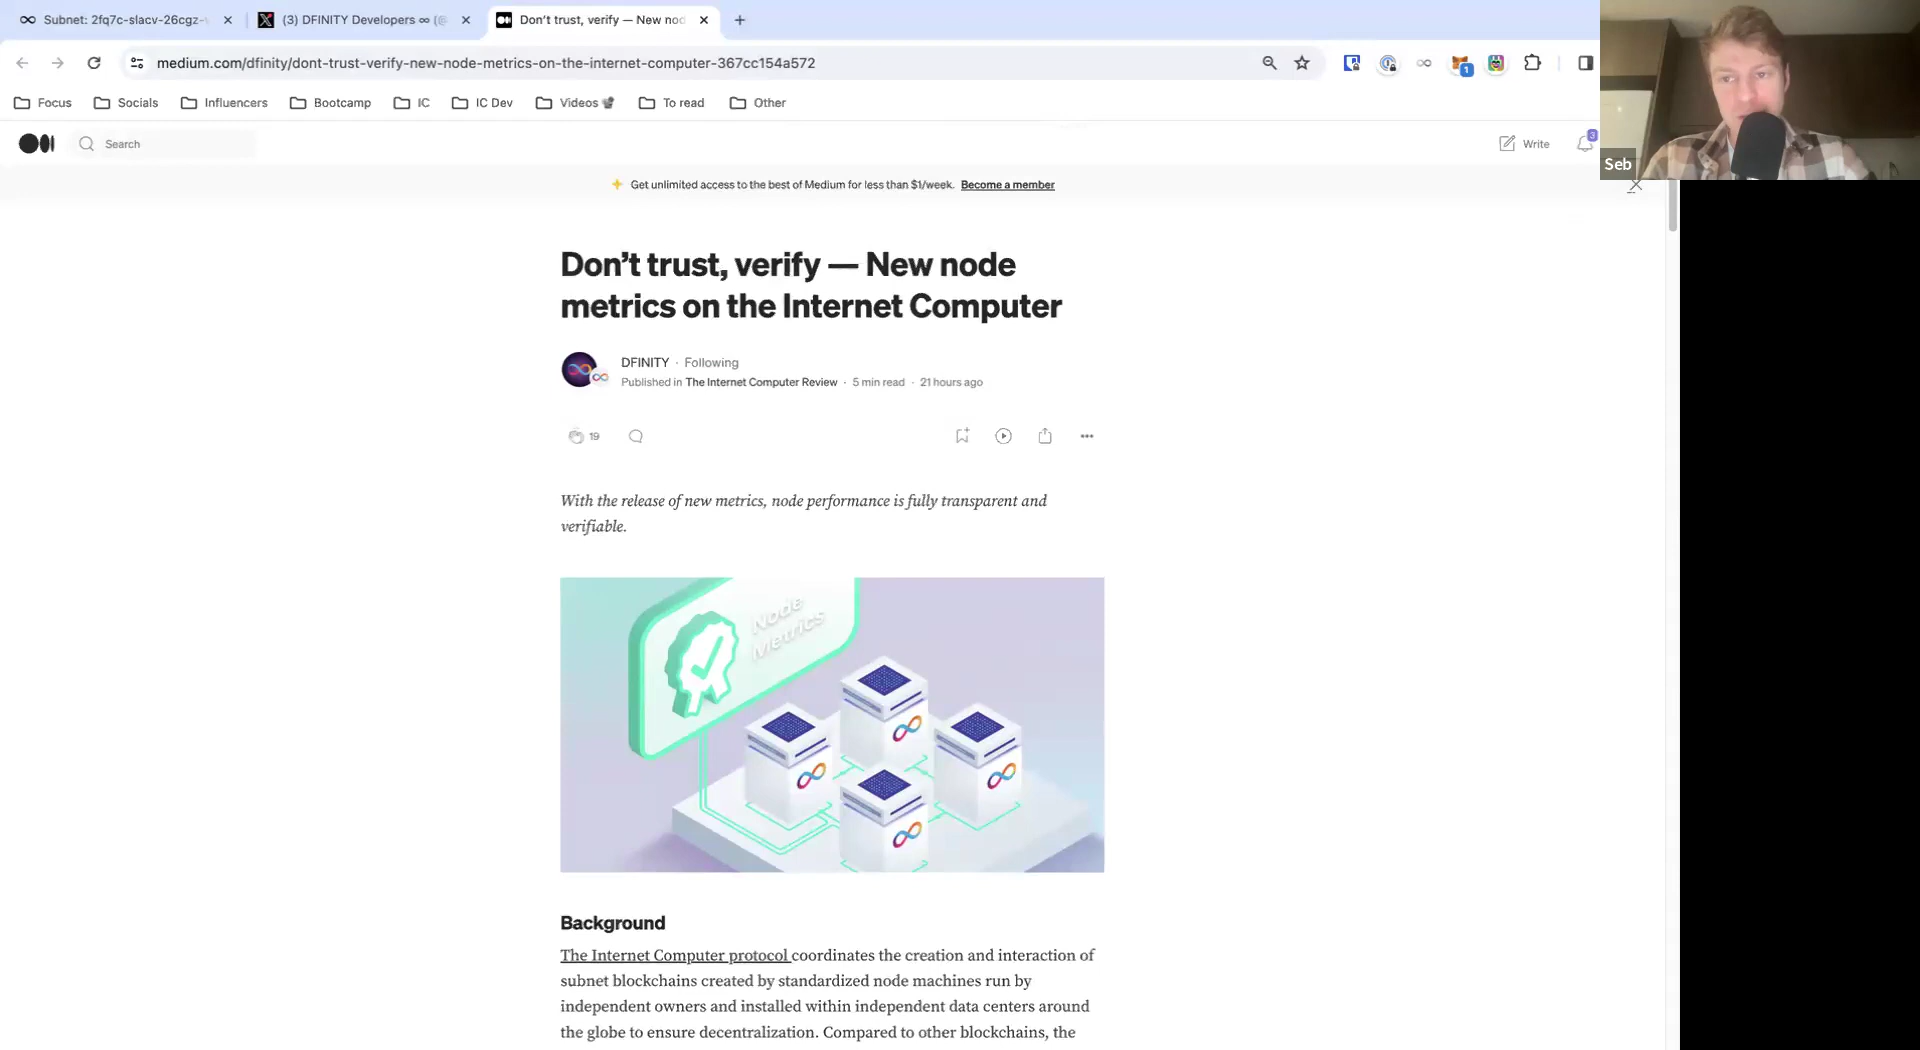 Subnet: 2fq7c-slacv-26cgz-
(3) DFINITY Developers ∞ (@
Don't trust, verify — New nod
medium.com/dfinity/dont-trust-verify-new-node-metrics-on-the-internet-computer-367cc154a572
1
Focus
Socials
Influencers
Bootcamp
IC
IC Dev
Videos
To read
Other
Search
Write
3
Seb
Get unlimited access to the best of Medium for less than $1/week. Become a member
Don’t trust, verify — New node
metrics on the Internet Computer
DFINITY · Following
Published in The Internet Computer Review · 5 min read · 21 hours ago
19
With the release of new metrics, node performance is fully transparent and
verifiable.
Node
Metrics
Background
The Internet Computer protocol coordinates the creation and interaction of
subnet blockchains created by standardized node machines run by
independent owners and installed within independent data centers around
the globe to ensure decentralization. Compared to other blockchains, the